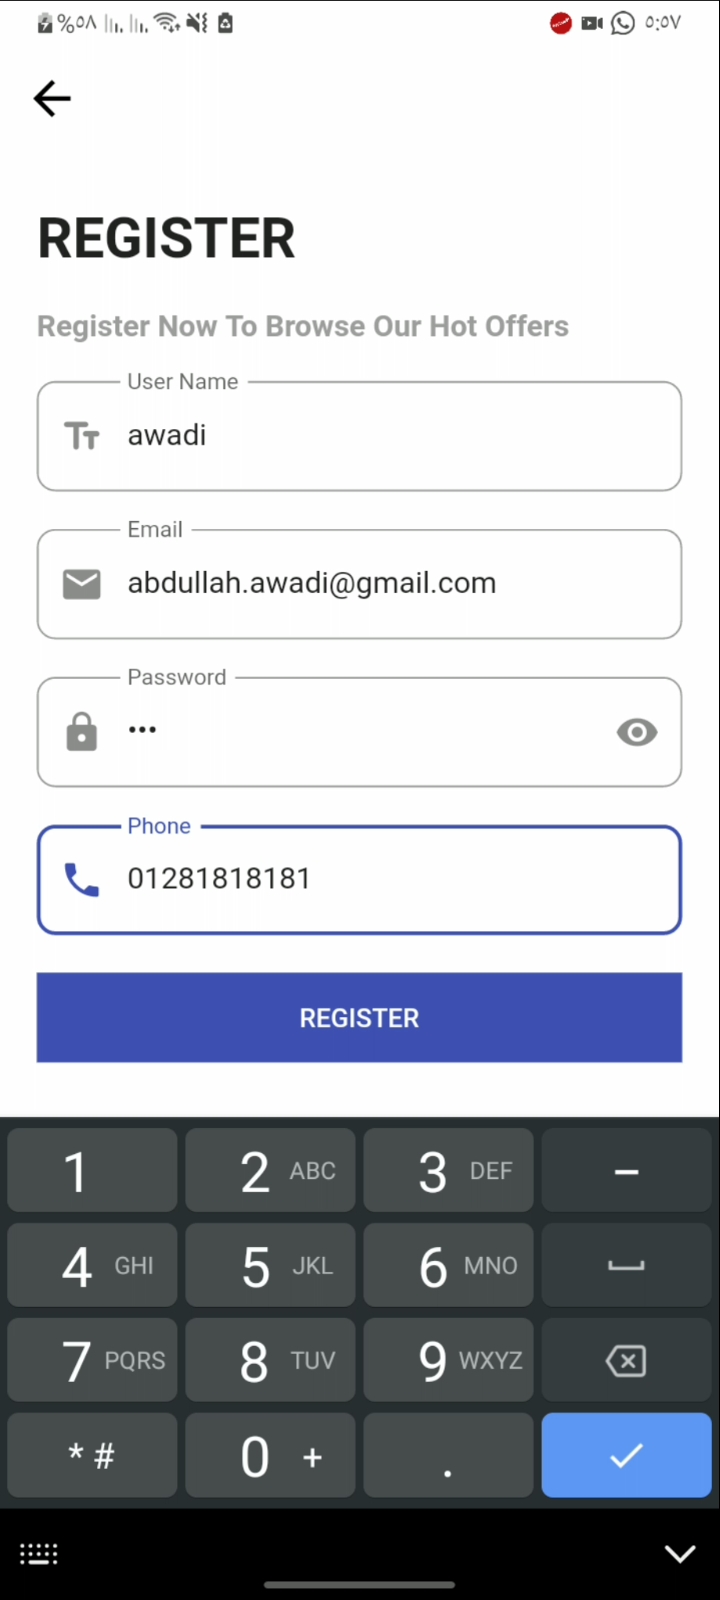 %٥٨ ٥:٥٧
REGISTER
Register Now To Browse Our Hot Offers
User Name
awadi
Email
abdullah.awadi@gmail.com
Password
•••
Phone
01281818181
REGISTER
1 2 ABC 3 DEF –
4 GHI 5 JKL 6 MNO
7 PQRS 8 TUV 9 WXYZ
* # 0 + .